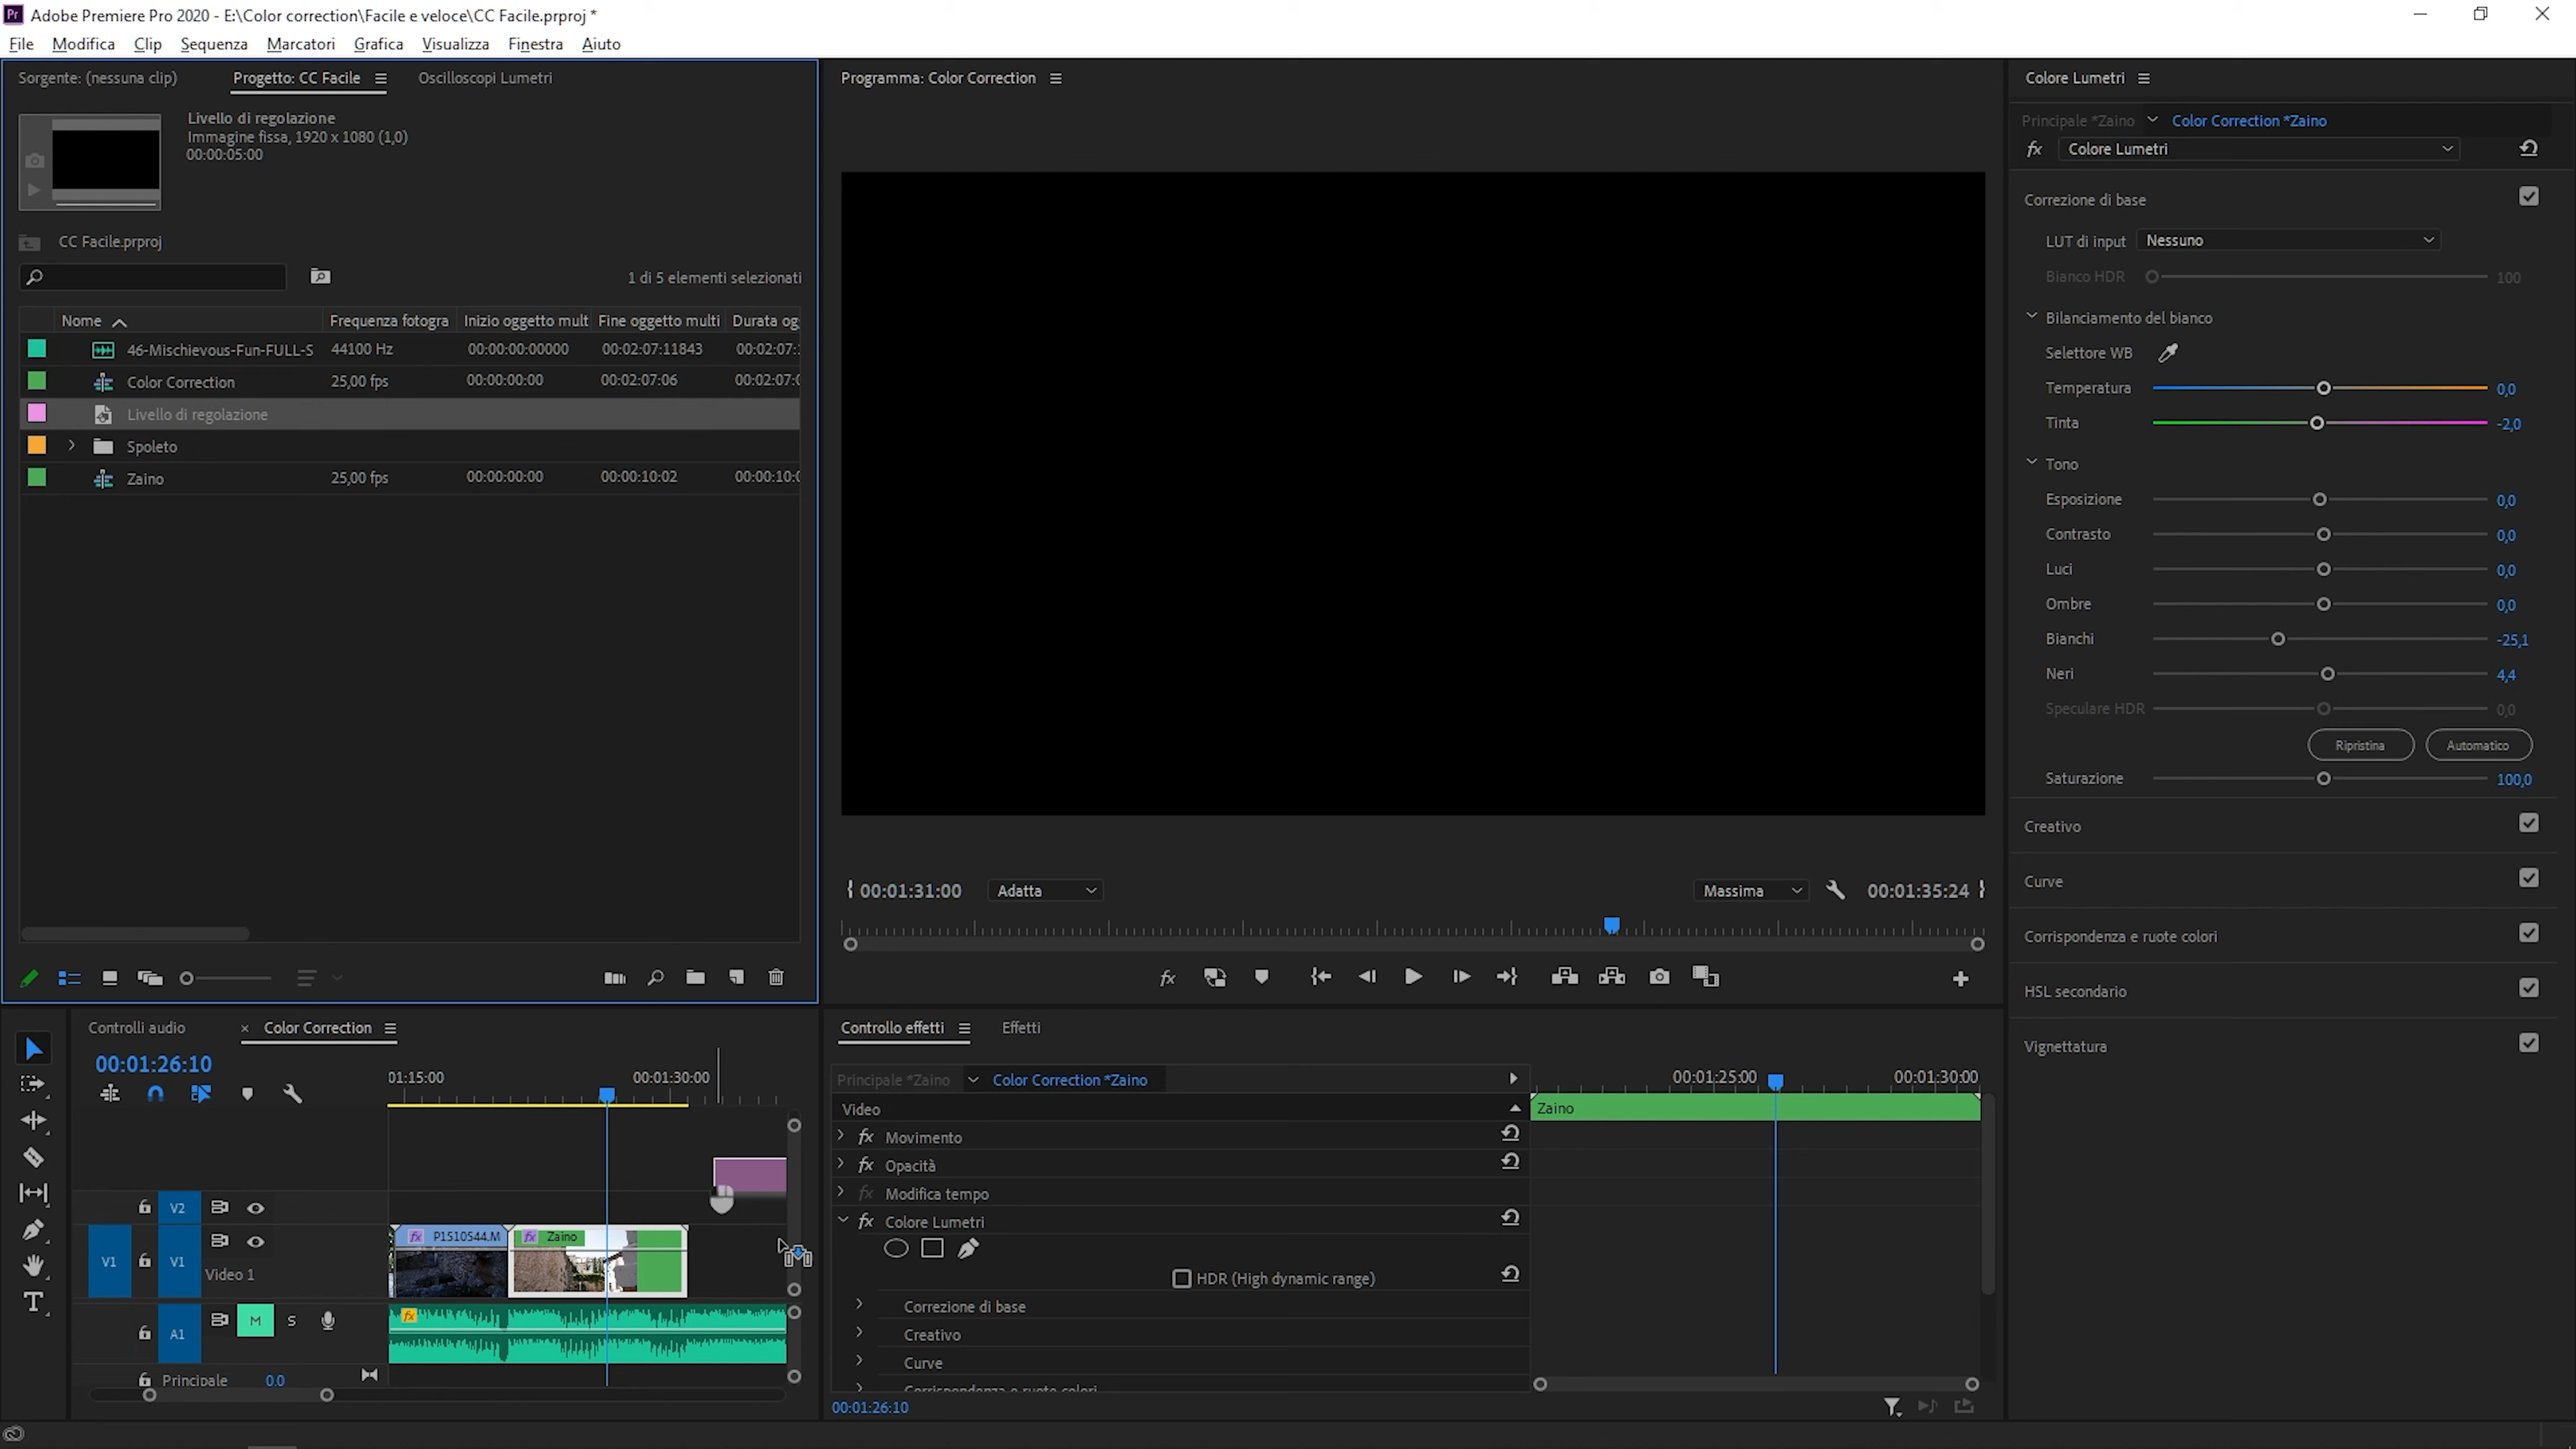 Pr Adobe Premiere Pro 2020 - E:\Color correction\Facile e veloce\CC Facile.prproj *
File Modifica Clip Sequenza Marcatori Grafica Visualizza Finestra Aiuto
Sorgente: (nessuna clip) Progetto: CC Facile Oscilloscopi Lumetri
Livello di regolazione
Immagine fissa, 1920 x 1080 (1,0)
00:00:05:00
CC Facile.prproj
1 di 5 elementi selezionati
Nome Frequenza fotogra Inizio oggetto mult Fine oggetto multi Durata og
46-Mischievous-Fun-FULL-S 44100 Hz 00:00:00:00000 00:02:07:11843 00:02:07:
Color Correction 25,00 fps 00:00:00:00 00:02:07:06 00:02:07:0
Livello di regolazione
Spoleto
Zaino 25,00 fps 00:00:00:00 00:00:10:02 00:00:10:0
Programma: Color Correction
00:01:31:00 Adatta Massima 00:01:35:24
fx
Colore Lumetri
Principale *Zaino Color Correction *Zaino
fx Colore Lumetri
Correzione di base
LUT di input Nessuno
Bianco HDR 100
Bilanciamento del bianco
Selettore WB
Temperatura 0,0
Tinta -2,0
Tono
Esposizione 0,0
Contrasto 0,0
Luci 0,0
Ombre 0,0
Bianchi -25,1
Neri 4,4
Speculare HDR 0,0
Ripristina Automatico
Saturazione 100,0
Creativo
Curve
Corrispondenza e ruote colori
HSL secondario
Vignettatura
Controlli audio × Color Correction
00:01:26:10
01:15:00 00:01:30:00
V2
V1 V1 Video 1
fx P1S10S44.M fx Zaino
A1 M S
fx
Principale 0.0
T
Controllo effetti Effetti
Principale *Zaino Color Correction *Zaino
00:01:25:00 00:01:30:00
Video
Zaino
fx Movimento
fx Opacità
fx Modifica tempo
fx Colore Lumetri
HDR (High dynamic range)
Correzione di base
Creativo
Curve
Corrispondenza e ruote colori
00:01:26:10